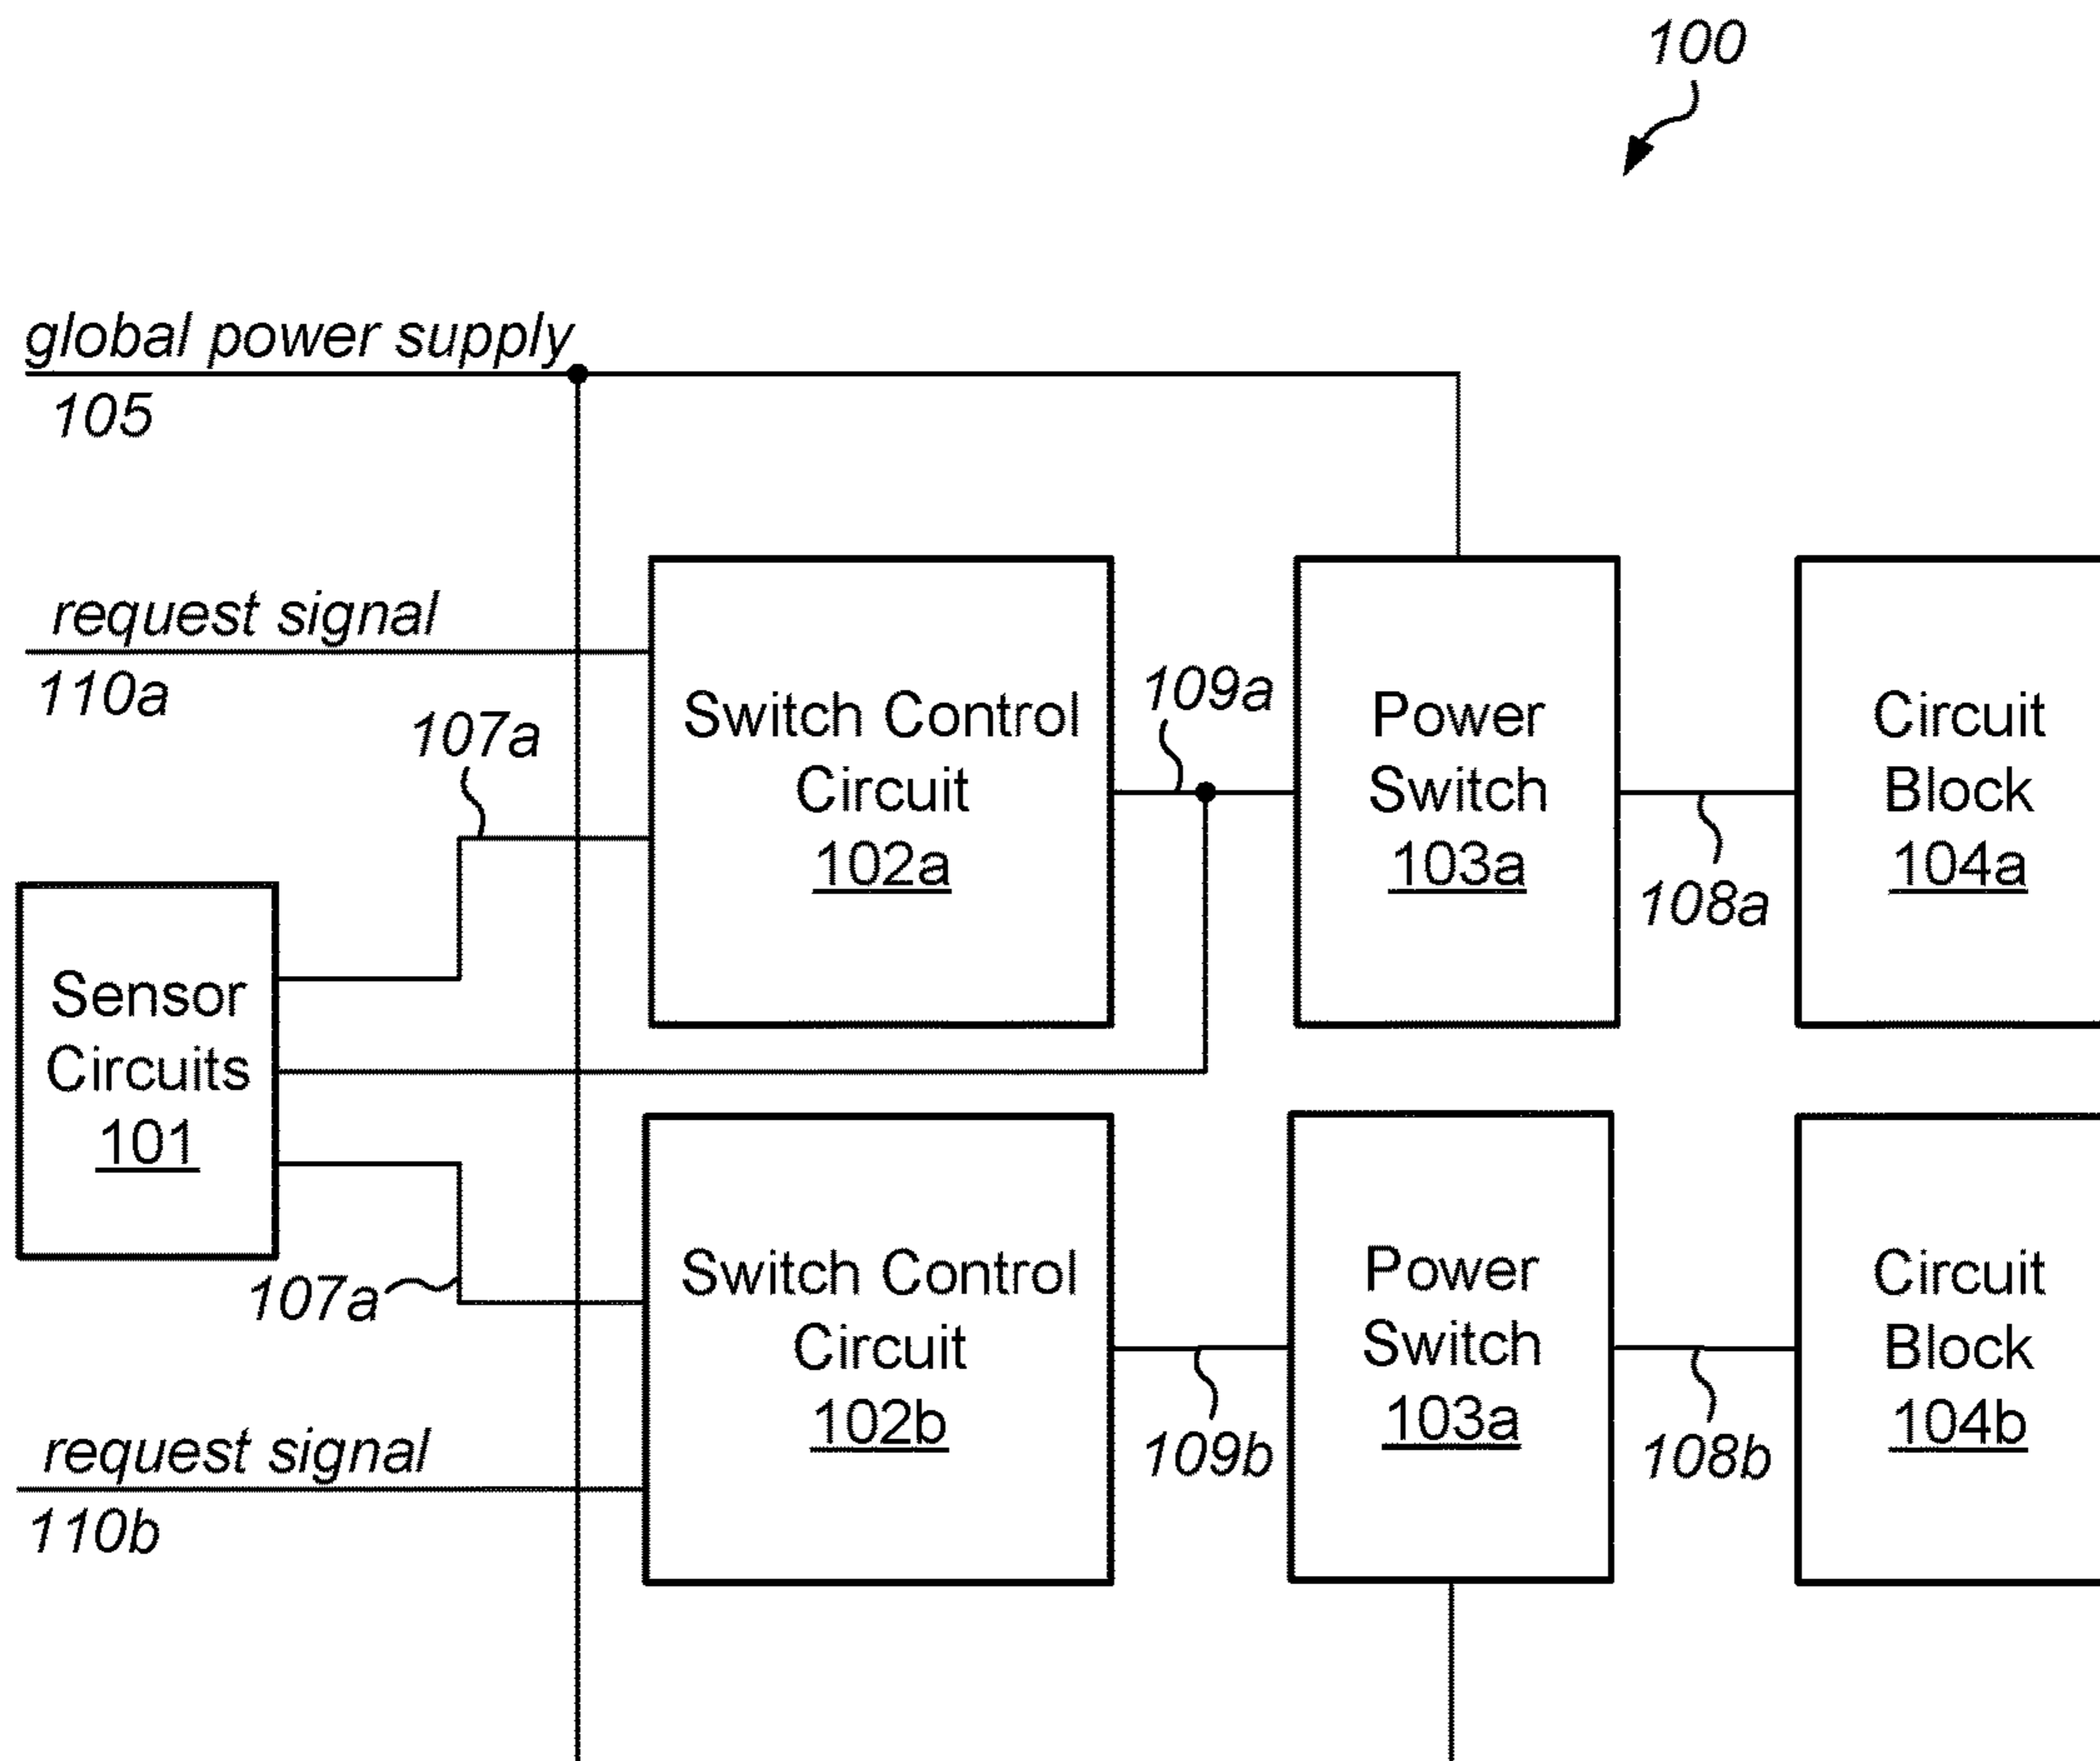 100
global power supply
105
request signal
110a
107a
Switch Control
Circuit
102a
109a
Power
Switch
103a
108a
Circuit
Block
104a
Sensor
Circuits
101
107a
Switch Control
Circuit
102b
109b
Power
Switch
103a
108b
Circuit
Block
104b
request signal
110b